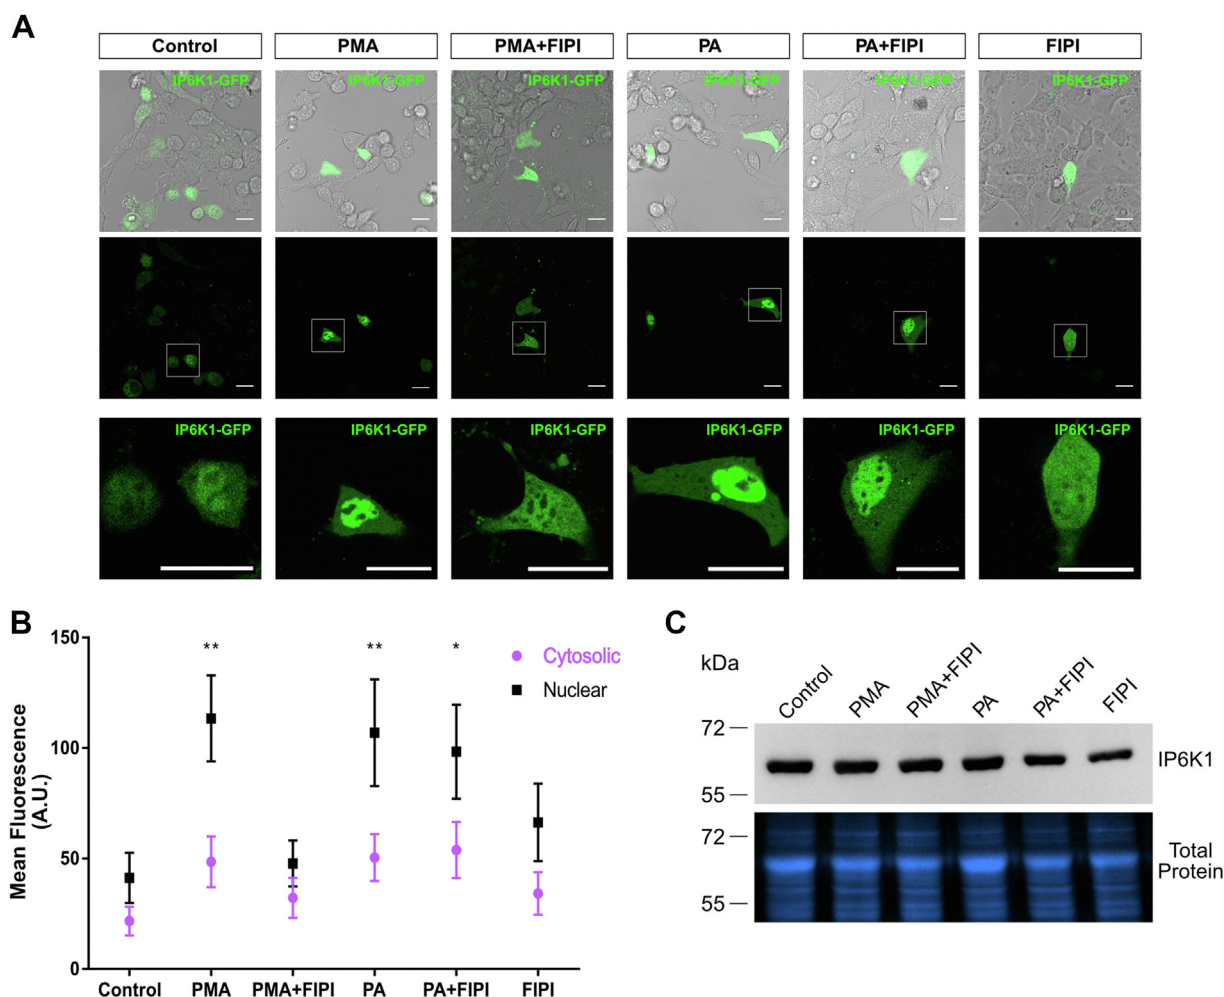 A
Control PMA PMA+FIPI PA PA+FIPI FIPI
IP6K1-GFP IP6K1-GFP IP6K1-GFP IP6K1-GFP IP6K1-GFP IP6K1-GFP
IP6K1-GFP IP6K1-GFP IP6K1-GFP IP6K1-GFP IP6K1-GFP IP6K1-GFP
B
Mean Fluorescence
(A.U.)
150
100
50
0
** ** *
Cytosolic
Nuclear
Control PMA PMA+FIPI PA PA+FIPI FIPI
C
kDa
Control PMA PMA+FIPI PA PA+FIPI FIPI
72
55
IP6K1
72
55
Total
Protein